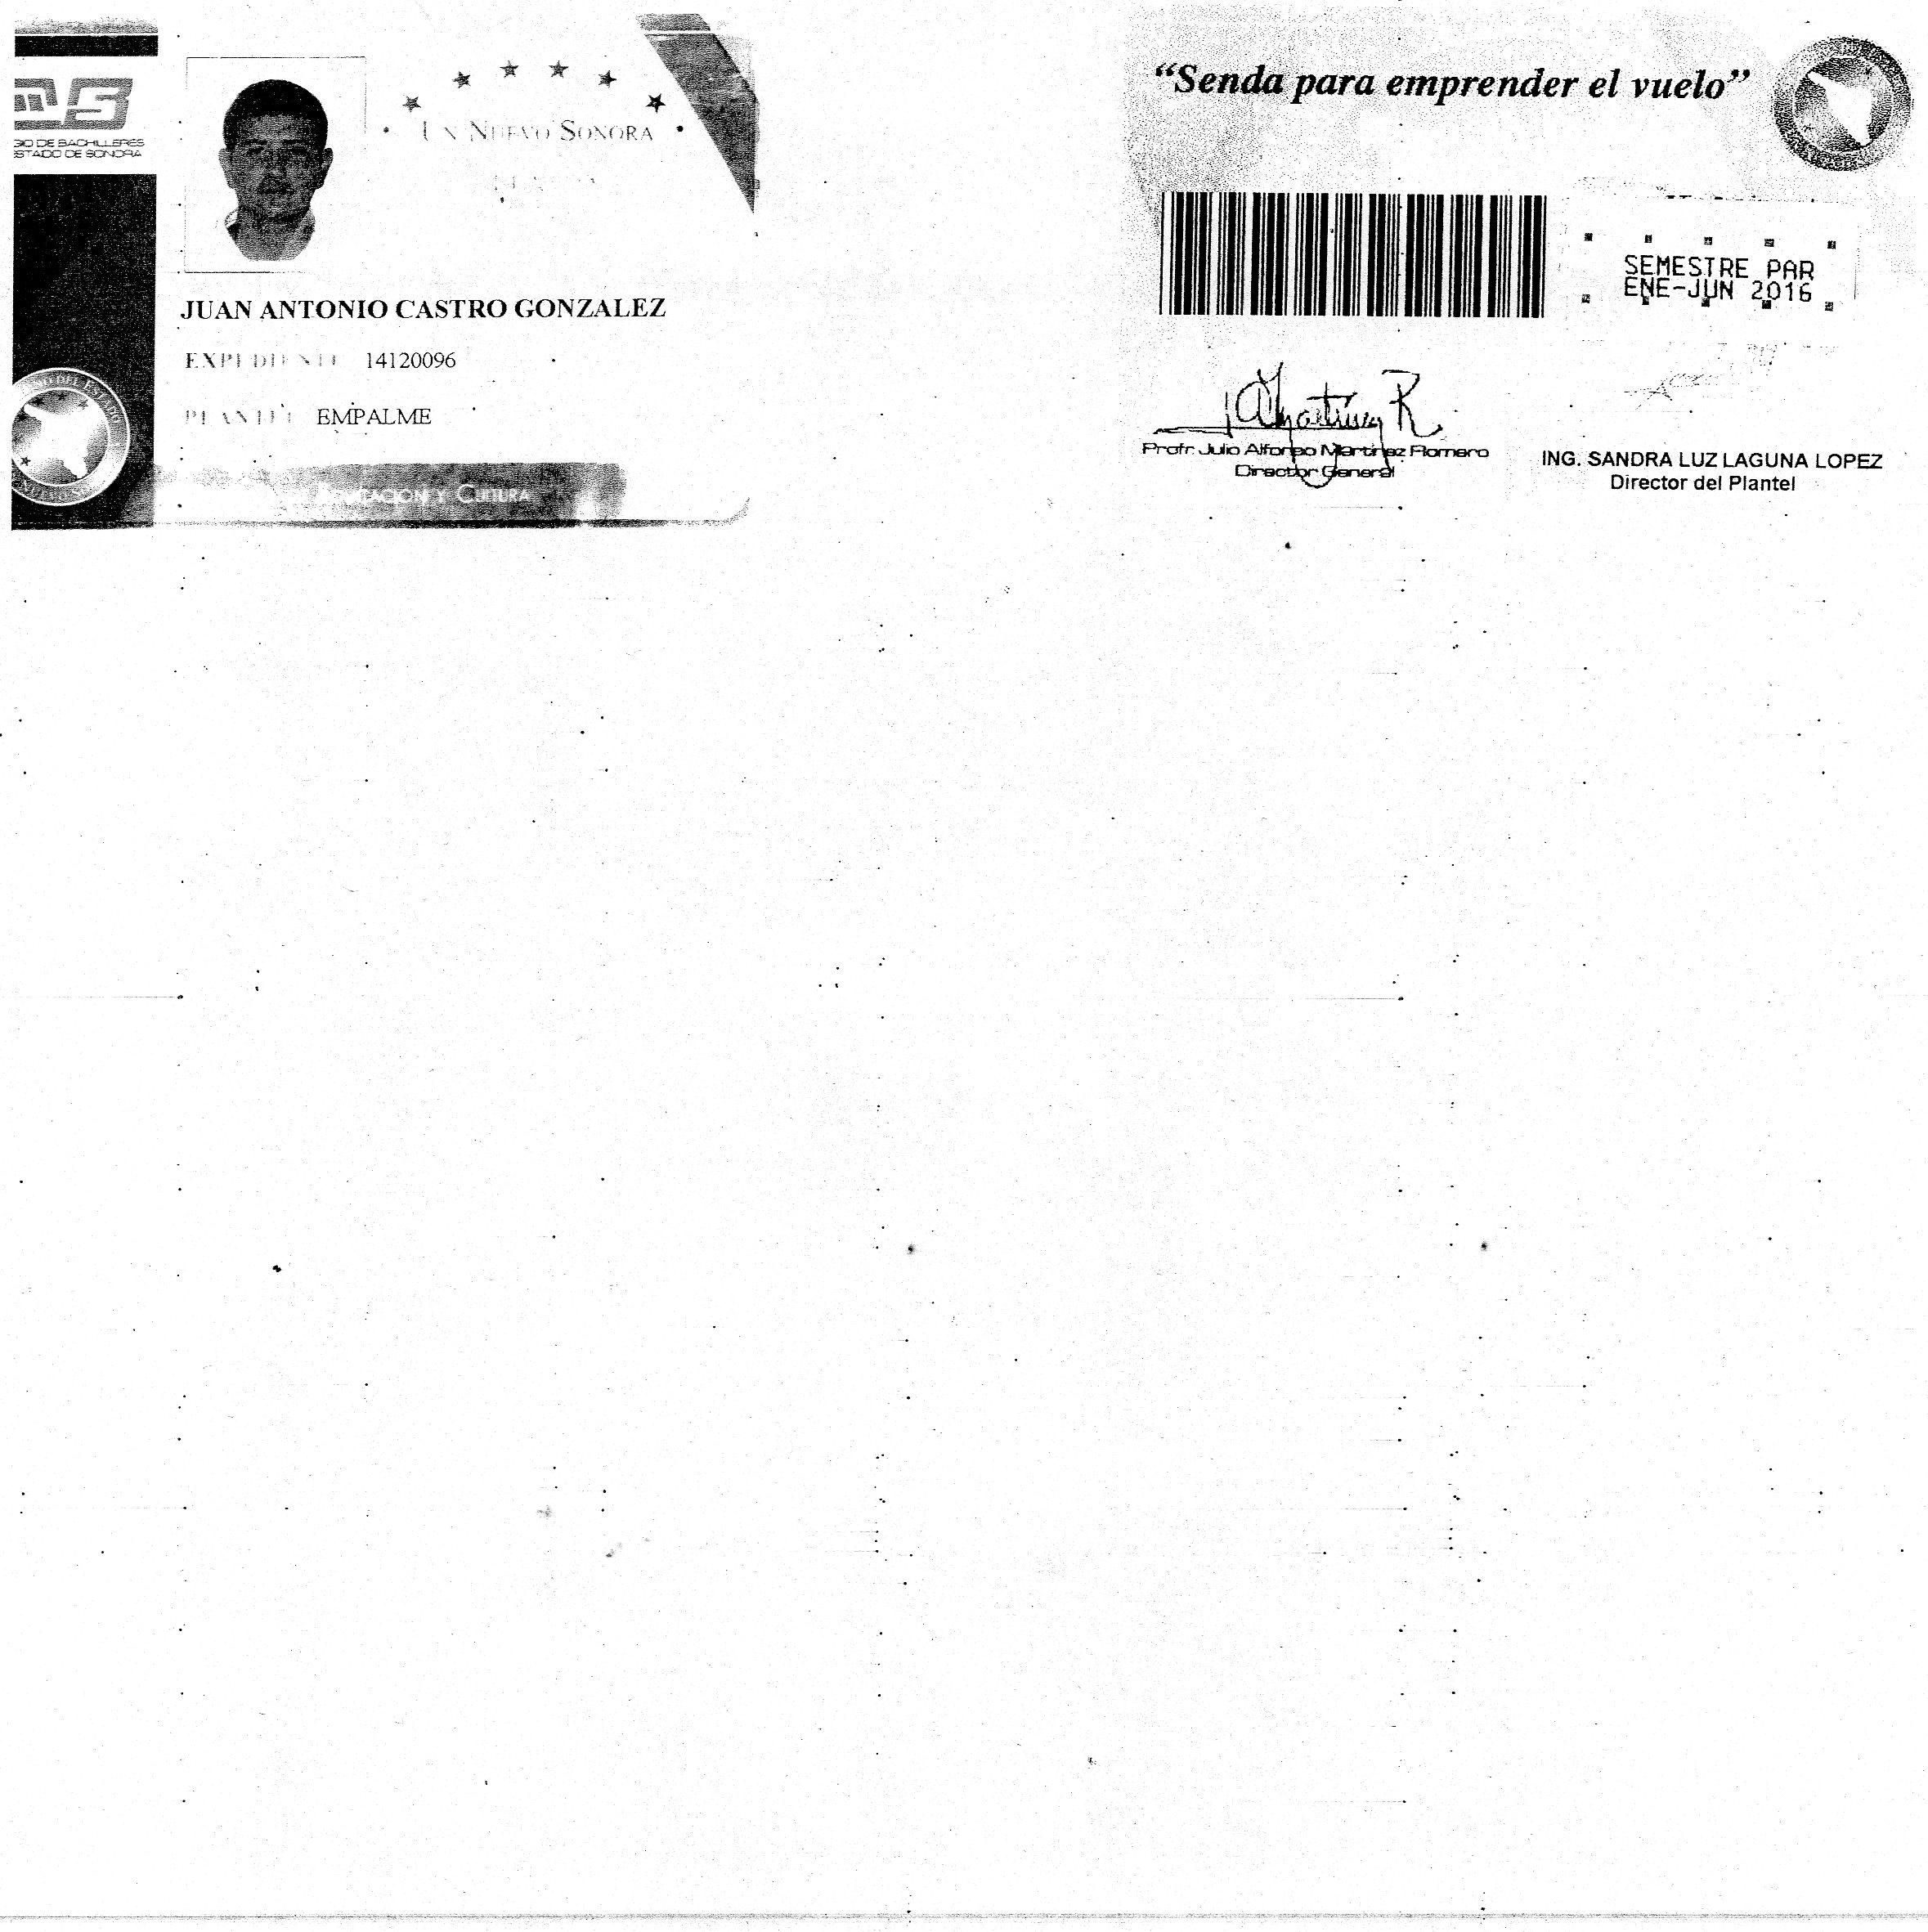 DE BACHILLERES
ESTADO DE SONORA
UN NUEVO SONORA
JUAN ANTONIO CASTRO GONZALEZ
EXPEDIENTE 14120096
PLANTEL EMPALME
EDUCACION Y CULTURA
“Senda para emprender el vuelo”
SEMESTRE PAR
ENE-JUN 2016
Profr. Julio Alfonso Martínez Romero
Director General
ING. SANDRA LUZ LAGUNA LOPEZ
Director del Plantel